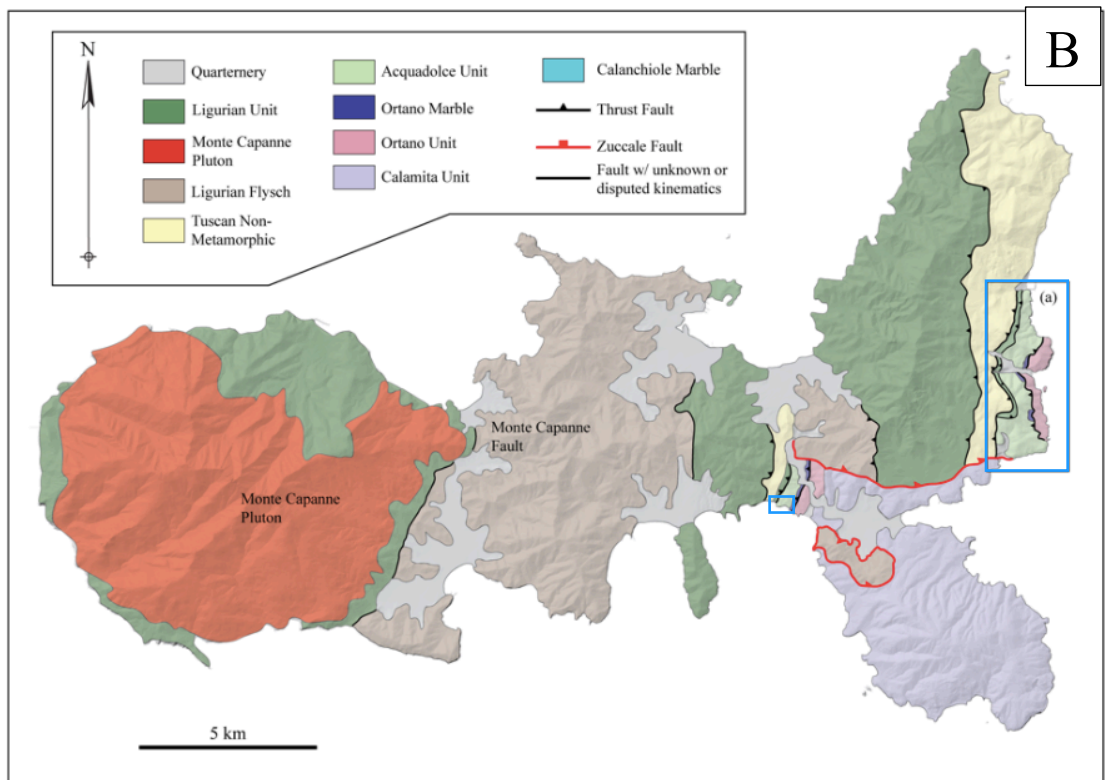 B
N
Quarternery
Ligurian Unit
Monte Capanne
Pluton
Ligurian Flysch
Tuscan Non-
Metamorphic
Acquadolce Unit
Ortano Marble
Ortano Unit
Calamita Unit
Calanchiole Marble
Thrust Fault
Zuccale Fault
Fault w/ unknown or
disputed kinematics
(a)
Monte Capanne
Fault
Monte Capanne
Pluton
5 km